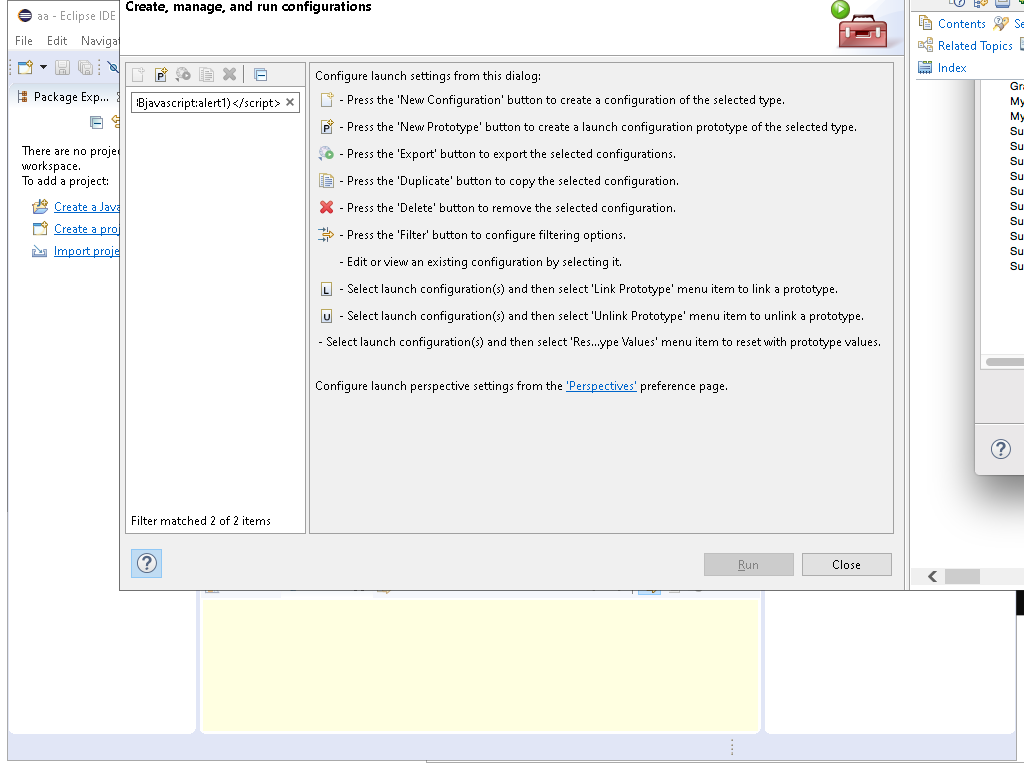 aa - Eclipse IDE
Create, manage, and run configurations
File Edit Naviga
Contents
Se
Related Topics
Index
Package Exp...
P
Bjavascript:alert1)</script>
There are no proje
workspace.
To add a project:
Create a Java
Create a proj
Import proje
Filter matched 2 of 2 items
Configure launch settings from this dialog:
- Press the 'New Configuration' button to create a configuration of the selected type.
P - Press the 'New Prototype' button to create a launch configuration prototype of the selected type.
- Press the 'Export' button to export the selected configurations.
- Press the 'Duplicate' button to copy the selected configuration.
- Press the 'Delete' button to remove the selected configuration.
- Press the 'Filter' button to configure filtering options.
- Edit or view an existing configuration by selecting it.
L - Select launch configuration(s) and then select 'Link Prototype' menu item to link a prototype.
U - Select launch configuration(s) and then select 'Unlink Prototype' menu item to unlink a prototype.
- Select launch configuration(s) and then select 'Res...ype Values' menu item to reset with prototype values.
Configure launch perspective settings from the 'Perspectives' preference page.
Gr
My
My
Su
Su
Su
Su
Su
Su
Su
Su
Su
Su
?
?
Run
Close